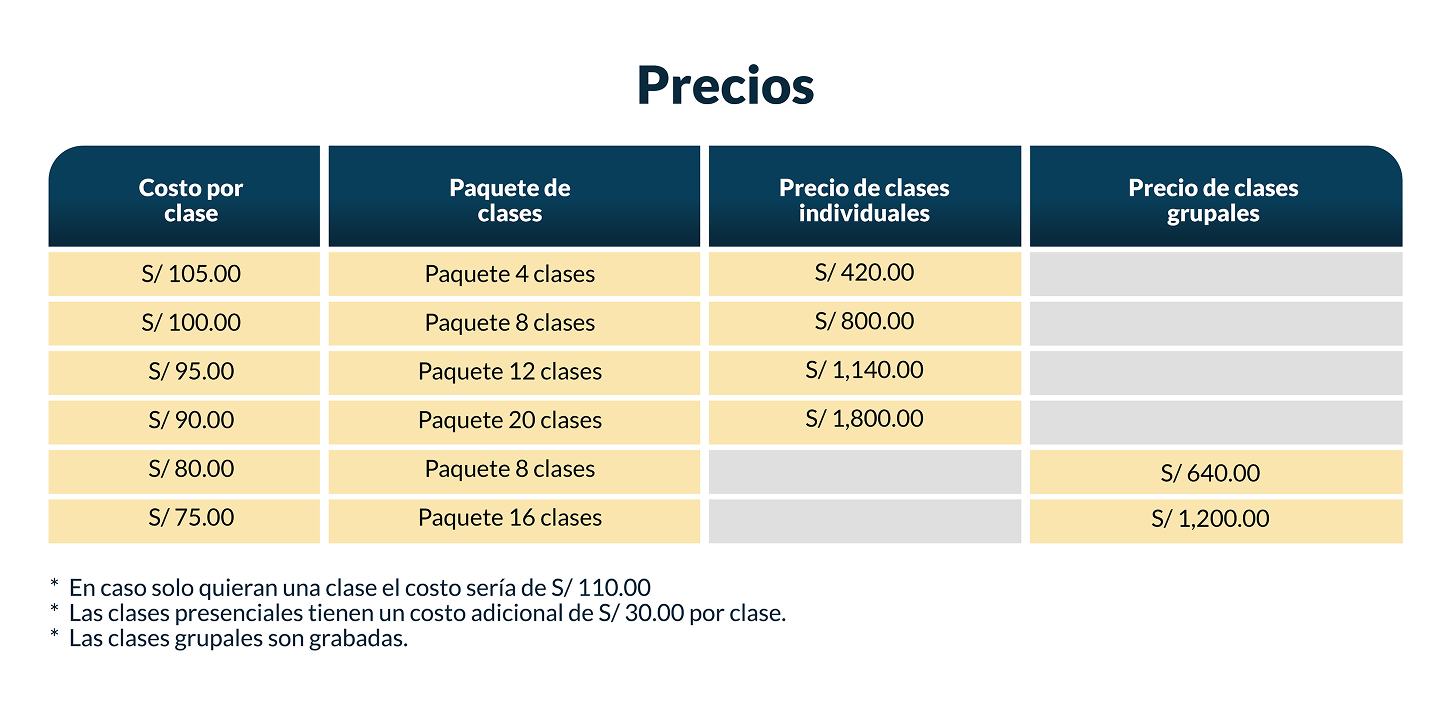 Precios
Costo por
clase
Paquete de
clases
Precio de clases
individuales
Precio de clases
grupales
S/ 105.00
Paquete 4 clases
S/ 420.00
S/ 100.00
Paquete 8 clases
S/ 800.00
S/ 95.00
Paquete 12 clases
S/ 1,140.00
S/ 90.00
Paquete 20 clases
S/ 1,800.00
S/ 80.00
Paquete 8 clases
S/ 640.00
S/ 75.00
Paquete 16 clases
S/ 1,200.00
* En caso solo quieran una clase el costo sería de S/ 110.00
* Las clases presenciales tienen un costo adicional de S/ 30.00 por clase.
* Las clases grupales son grabadas.